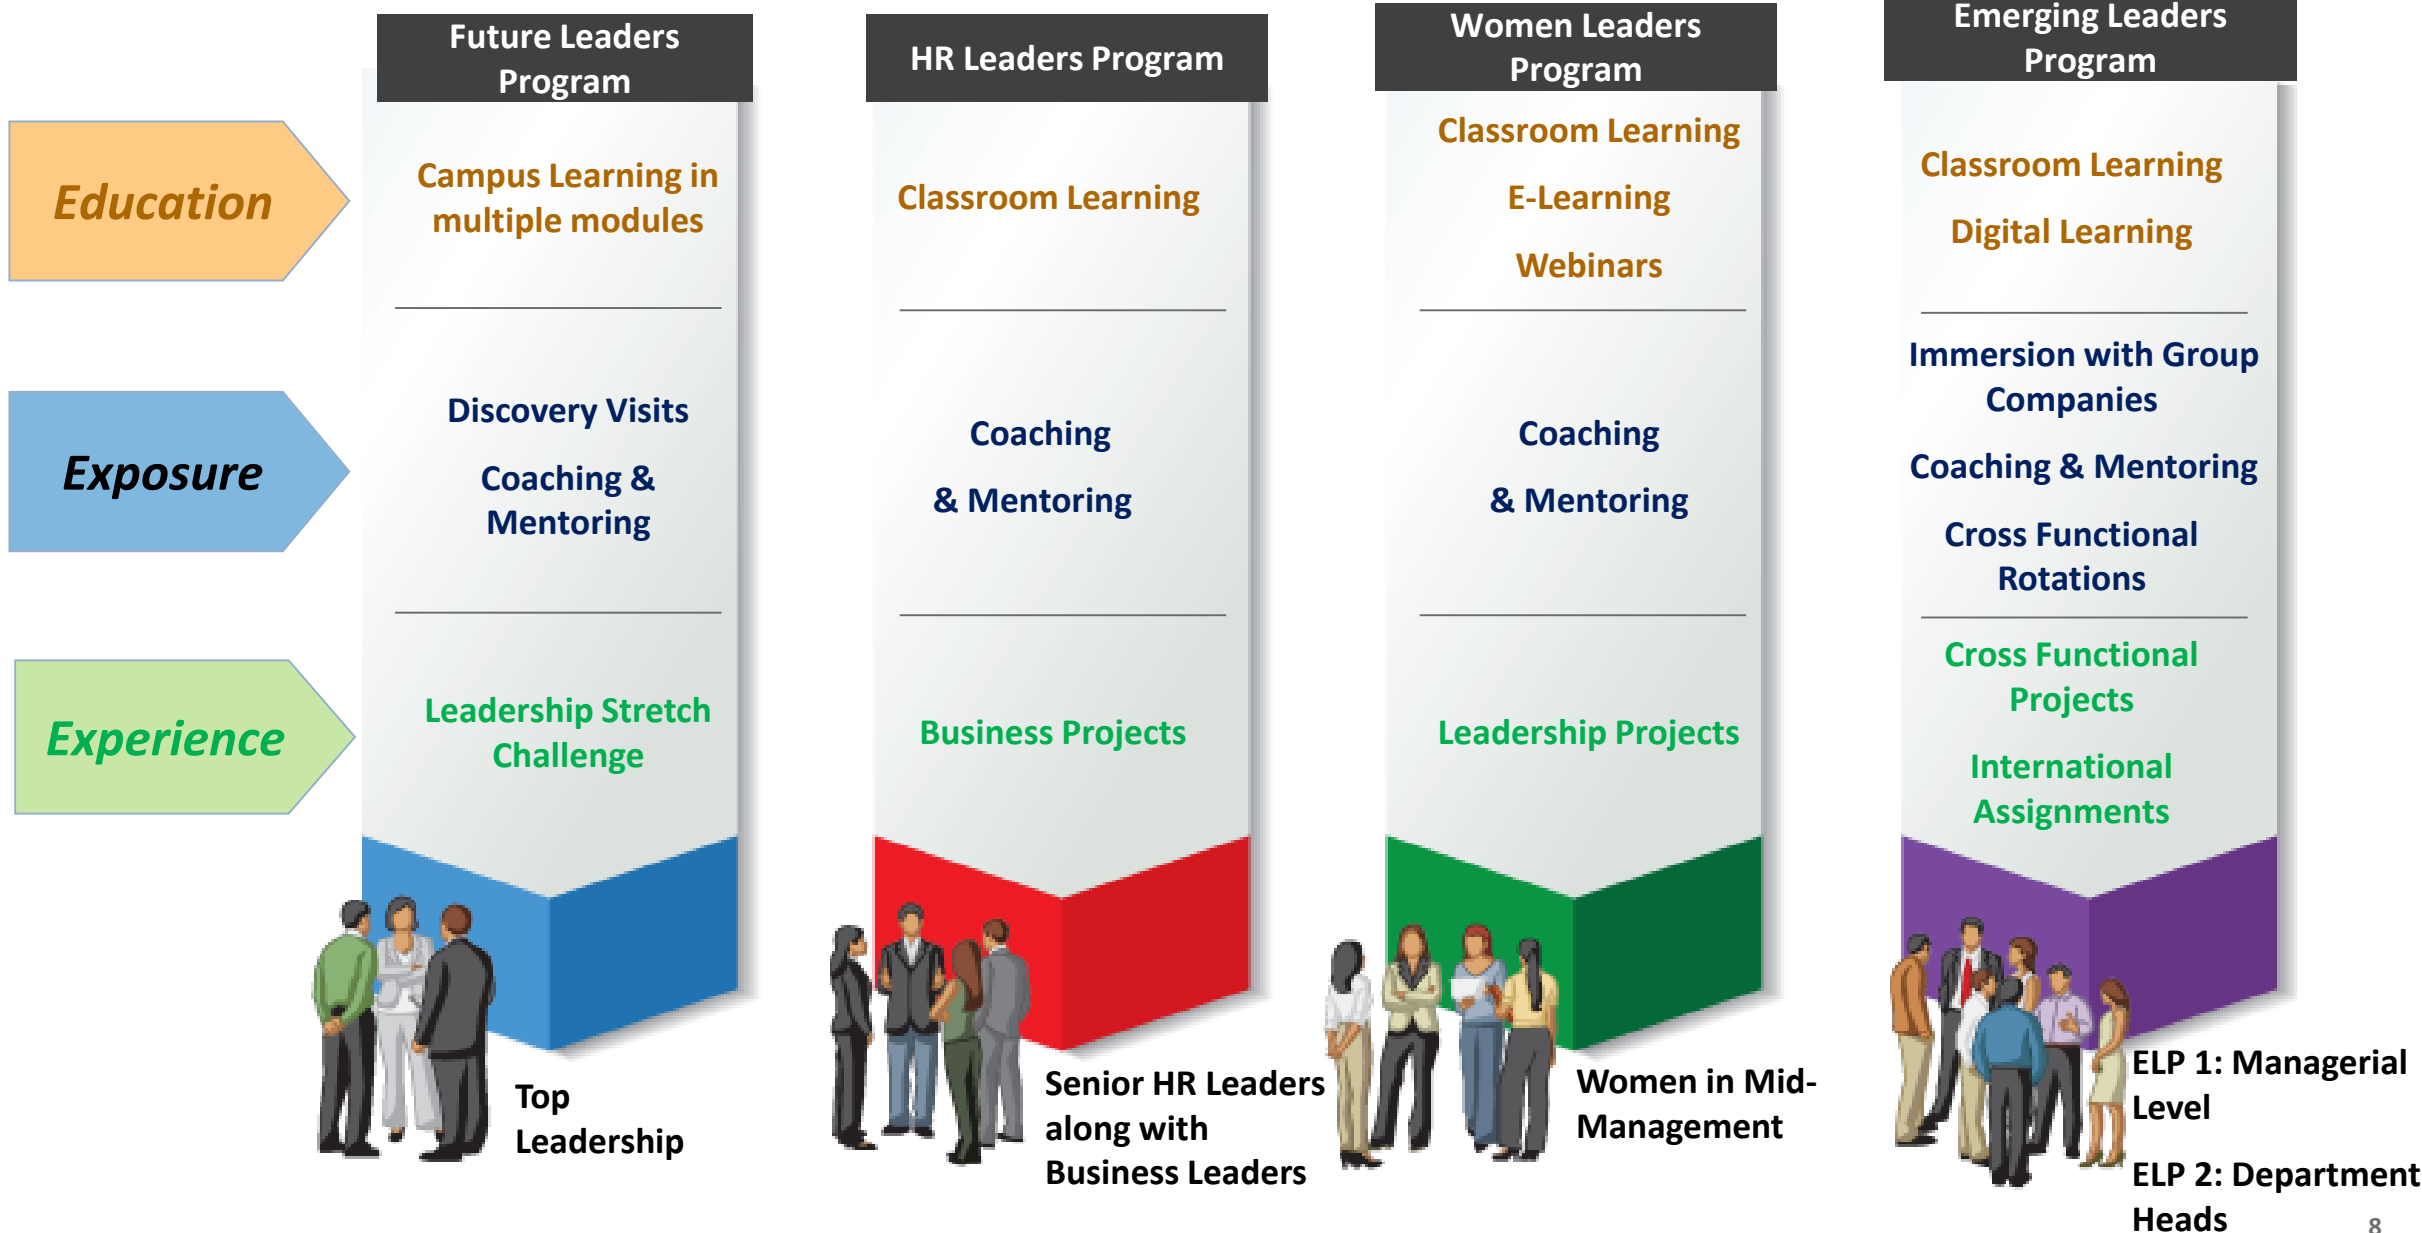 Future Leaders
Program
HR Leaders Program
Women Leaders
Program
Emerging Leaders
Program
Education
Campus Learning in
multiple modules
Classroom Learning
Classroom Learning
E-Learning
Webinars
Classroom Learning
Digital Learning
Exposure
Discovery Visits
Coaching &
Mentoring
Coaching
& Mentoring
Coaching
& Mentoring
Immersion with Group
Companies
Coaching & Mentoring
Cross Functional
Rotations
Experience
Leadership Stretch
Challenge
Business Projects
Leadership Projects
Cross Functional
Projects
International
Assignments
Top
Leadership
Senior HR Leaders
along with
Business Leaders
Women in Mid-
Management
ELP 1: Managerial
Level
ELP 2: Department
Heads
8